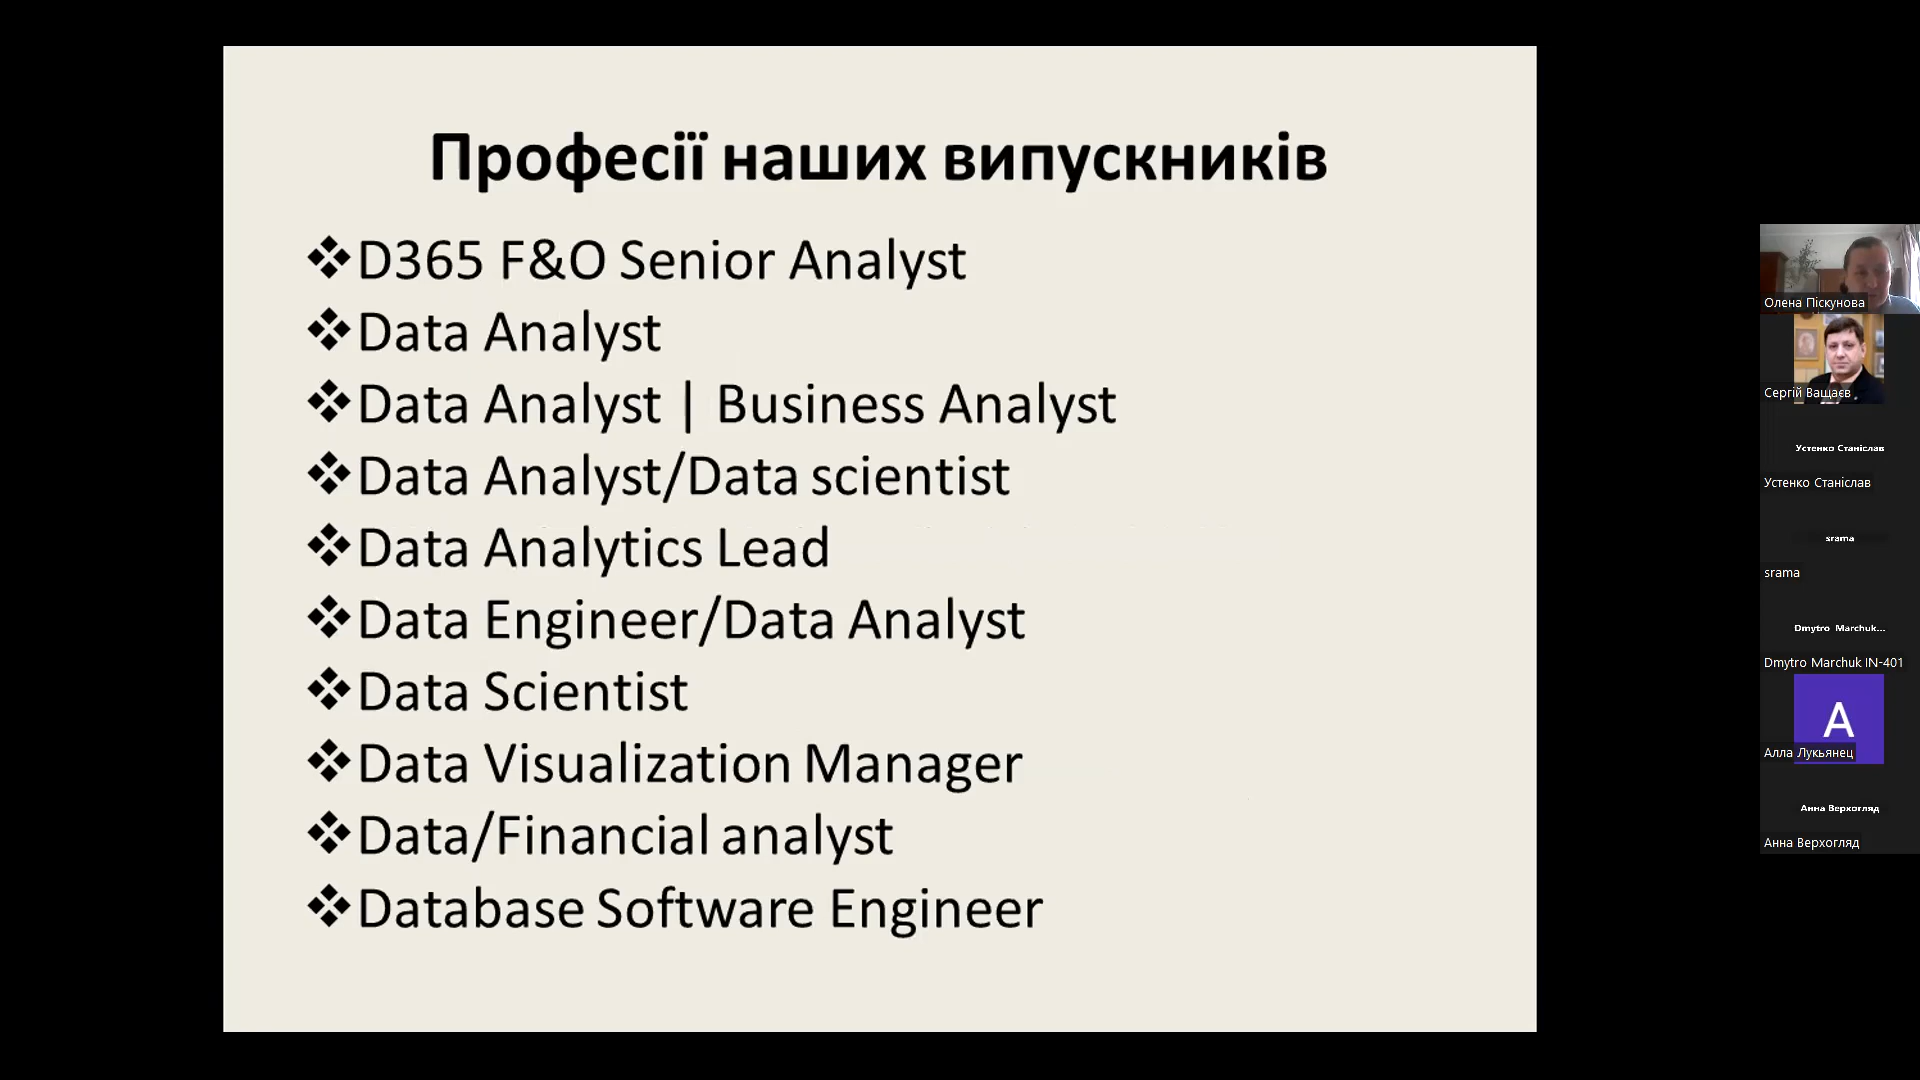 Професії наших випускників
❖D365 F&O Senior Analyst
❖Data Analyst
❖Data Analyst | Business Analyst
❖Data Analyst/Data scientist
❖Data Analytics Lead
❖Data Engineer/Data Analyst
❖Data Scientist
❖Data Visualization Manager
❖Data/Financial analyst
❖Database Software Engineer
Олена Піскунова
Сергій Ващаєв
Устенко Станіслав
Устенко Станіслав
srama
srama
Dmytro Marchuk...
Dmytro Marchuk IN-401
А
Алла Лукьянец
Анна Верхогляд
Анна Верхогляд